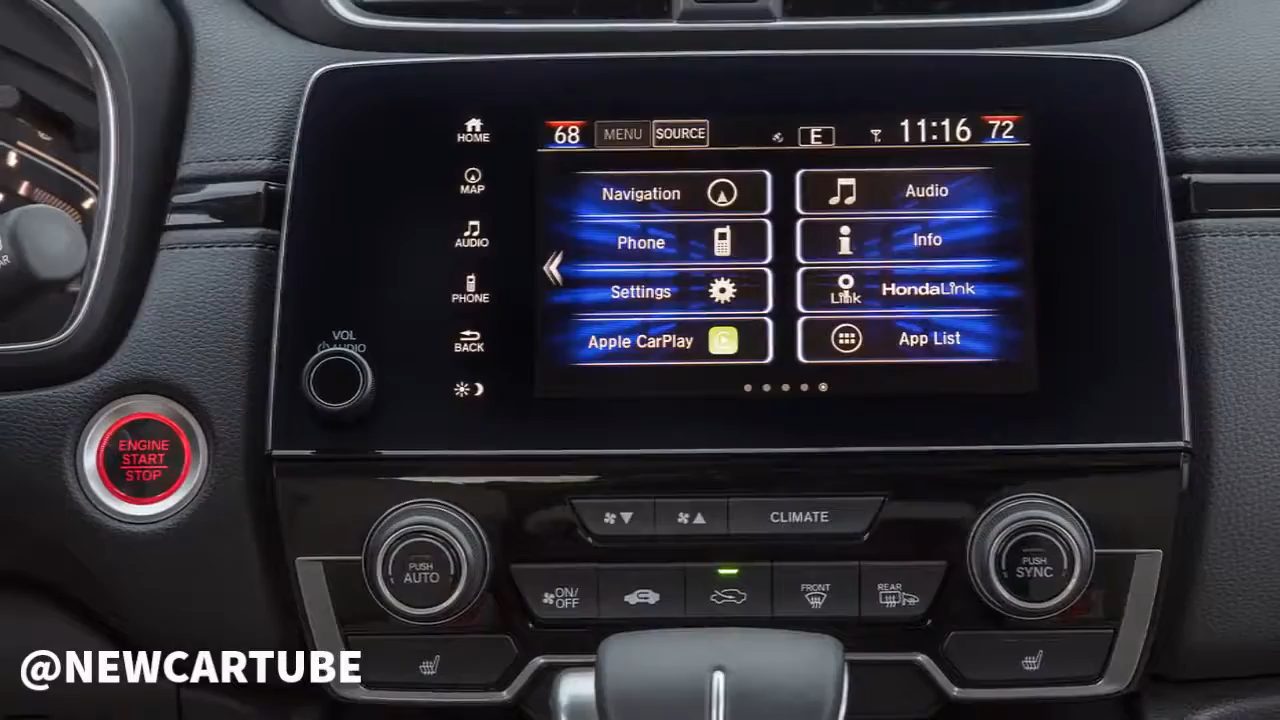 HOME
MAP
AUDIO
PHONE
BACK
68 MENU SOURCE E 11:16 72
Navigation
Audio
Phone
Info
Settings
Link HondaLink
Apple CarPlay
App List
VOL
AUDIO
ENGINE
START
STOP
CLIMATE
PUSH
AUTO
PUSH
SYNC
ON/
OFF
FRONT
REAR
@NEWCARTUBE